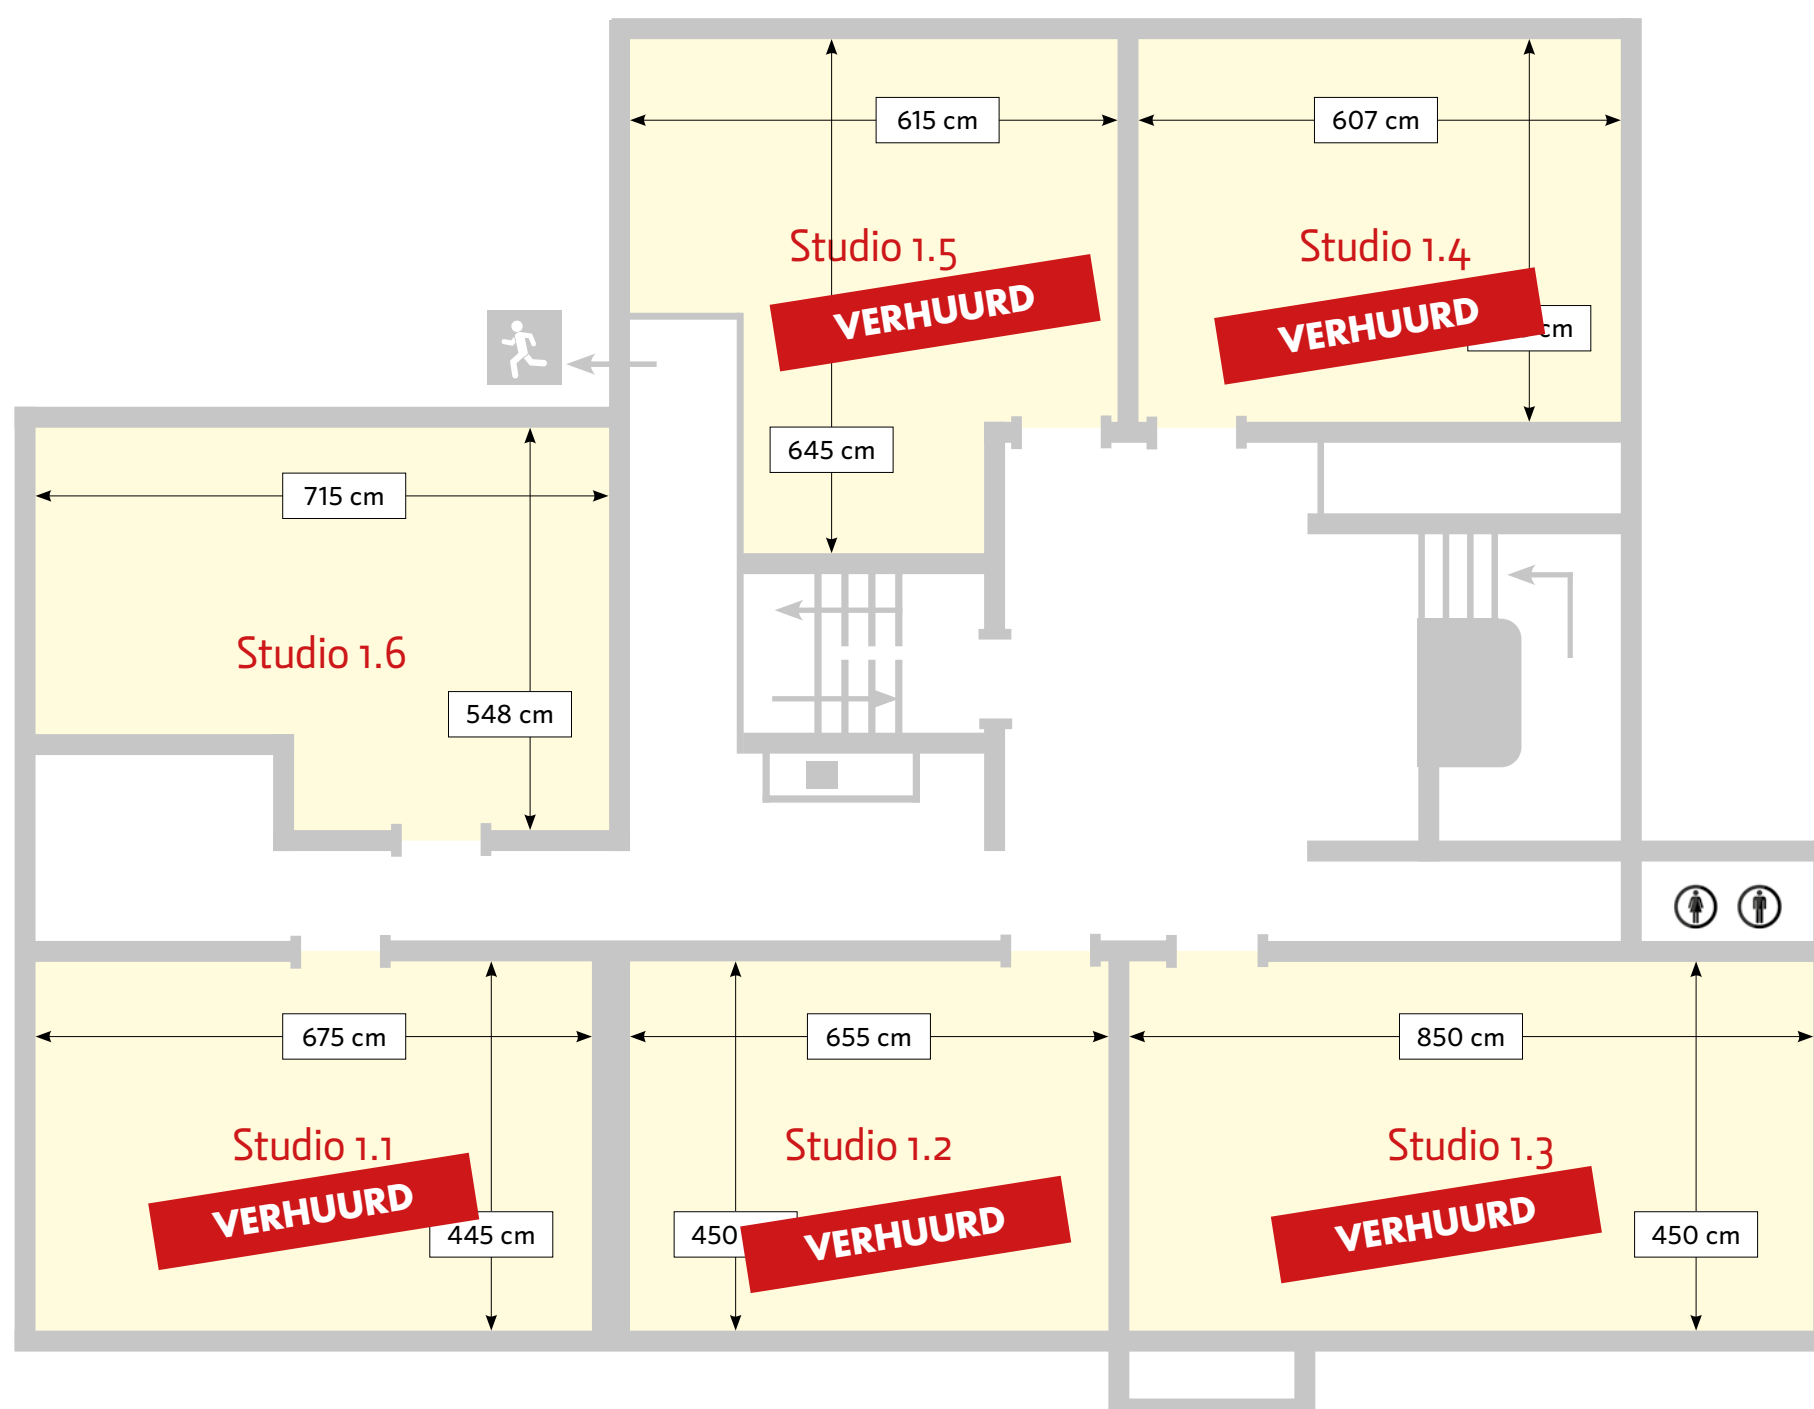 615 cm
607 cm
Studio 1.5
Studio 1.4
VERHUURD
VERHUURD
cm
645 cm
715 cm
Studio 1.6
548 cm
675 cm
655 cm
850 cm
Studio 1.1
Studio 1.2
Studio 1.3
VERHUURD
VERHUURD
VERHUURD
445 cm
450
450 cm